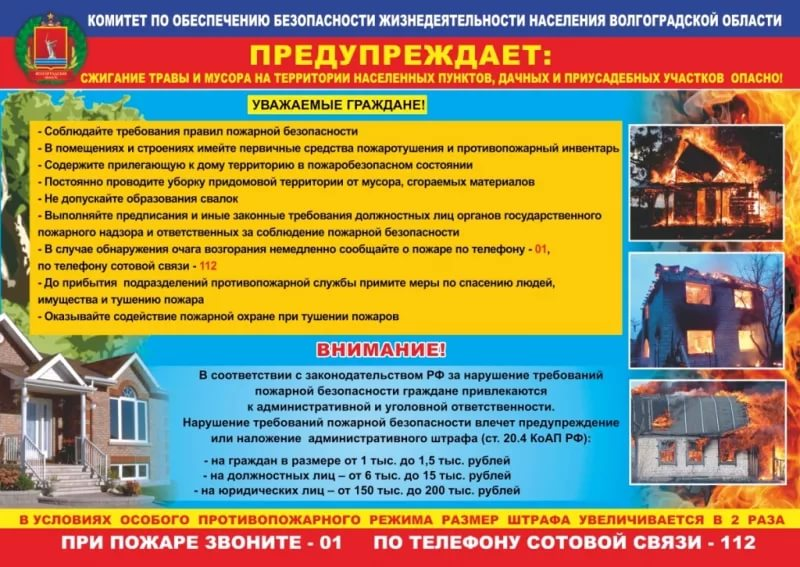 КОМИТЕТ ПО ОБЕСПЕЧЕНИЮ БЕЗОПАСНОСТИ ЖИЗНЕДЕЯТЕЛЬНОСТИ НАСЕЛЕНИЯ ВОЛГОГРАДСКОЙ ОБЛАСТИ
ПРЕДУПРЕЖДАЕТ:
СЖИГАНИЕ ТРАВЫ И МУСОРА НА ТЕРРИТОРИИ НАСЕЛЕННЫХ ПУНКТОВ, ДАЧНЫХ И ПРИУСАДЕБНЫХ УЧАСТКОВ ОПАСНО!
УВАЖАЕМЫЕ ГРАЖДАНЕ!
- Соблюдайте требования правил пожарной безопасности
- В помещениях и строениях имейте первичные средства пожаротушения и противопожарный инвентарь
- Содержите прилегающую к дому территорию в пожаробезопасном состоянии
- Постоянно проводите уборку придомовой территории от мусора, сгораемых материалов
- Не допускайте образования свалок
- Выполняйте предписания и иные законные требования должностных лиц органов государственного
пожарного надзора и ответственных за соблюдение пожарной безопасности
- В случае обнаружения очага возгорания немедленно сообщайте о пожаре по телефону - 01,
по телефону сотовой связи - 112
- До прибытия подразделений противопожарной службы примите меры по спасению людей,
имущества и тушению пожара
- Оказывайте содействие пожарной охране при тушении пожаров
ВНИМАНИЕ!
В соответствии с законодательством РФ за нарушение требований
пожарной безопасности граждане привлекаются
к административной и уголовной ответственности.
Нарушение требований пожарной безопасности влечет предупреждение
или наложение административного штрафа (ст. 20.4 КоАП РФ):
- на граждан в размере от 1 тыс. до 1,5 тыс. рублей
- на должностных лиц – от 6 тыс. до 15 тыс. рублей
- на юридических лиц – от 150 тыс. до 200 тыс. рублей
В УСЛОВИЯХ ОСОБОГО ПРОТИВОПОЖАРНОГО РЕЖИМА РАЗМЕР ШТРАФА УВЕЛИЧИВАЕТСЯ В 2 РАЗА
ПРИ ПОЖАРЕ ЗВОНИТЕ - 01 ПО ТЕЛЕФОНУ СОТОВОЙ СВЯЗИ - 112